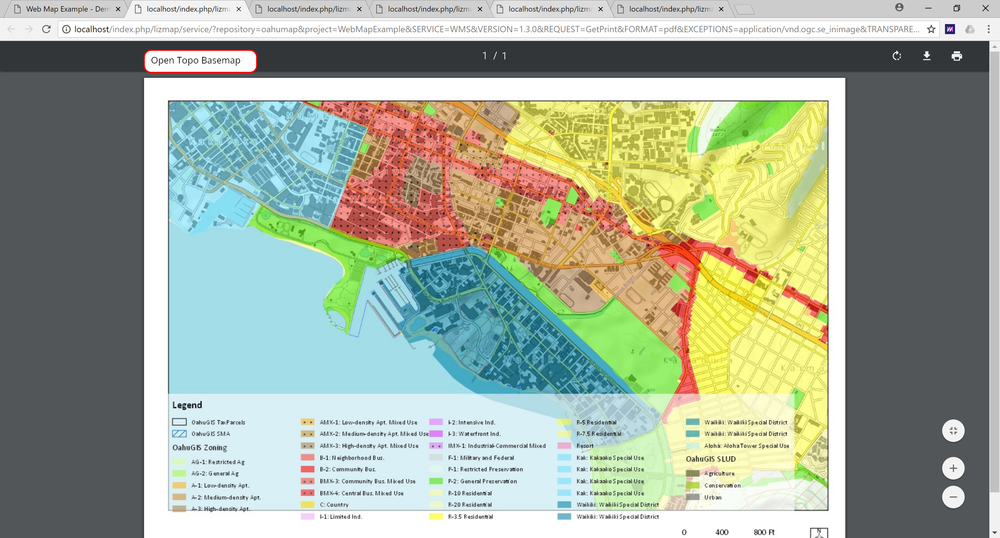 Web Map Example - Dem
localhost/index.php/lizm
localhost/index.php/lizm
localhost/index.php/lizm
localhost/index.php/lizm
localhost/index.php/lizm
localhost/index.php/lizmap/service/?repository=oahumap&project=WebMapExample&SERVICE=WMS&VERSION=1.3.0&REQUEST=GetPrint&FORMAT=pdf&EXCEPTIONS=application/vnd.ogc.se_inimage&TRANSPARE...
Open Topo Basemap
1 / 1
Legend
OahuGIS TaxParcels
OahuGIS SMA
OahuGIS Zoning
AG-1: Restricted Ag
AG-2: General Ag
A-1: Low-density Apt.
A-2: Medium-density Apt.
A-3: High-density Apt.
AMX-1: Low-density Apt. Mixed Use
AMX-2: Medium-density Apt. Mixed Use
AMX-3: High-density Apt. Mixed Use
B-1: Neighborhood Bus.
B-2: Community Bus.
BMX-3: Community Bus. Mixed Use
BMX-4: Central Bus. Mixed Use
C: Country
I-1: Limited Ind.
I-2: Intensive Ind.
I-3: Waterfront Ind.
IMX-1: Industrial-Commercial Mixed
F-1: Military and Federal
P-1: Restricted Preservation
P-2: General Preservation
R-10 Residential
R-20 Residential
R-3.5 Residential
R-5 Residential
R-7.5 Residential
Resort
Kak: Kakaako Special Use
Kak: Kakaako Special Use
Kak: Kakaako Special Use
Kak: Kakaako Special Use
Waikiki: Waikiki Special District
Waikiki: Waikiki Special District
Waikiki: Waikiki Special District
Waikiki: Waikiki Special District
Aloha: Aloha Tower Special District
OahuGIS SLUD
Agriculture
Conservation
Urban
0 400 800 Ft
N